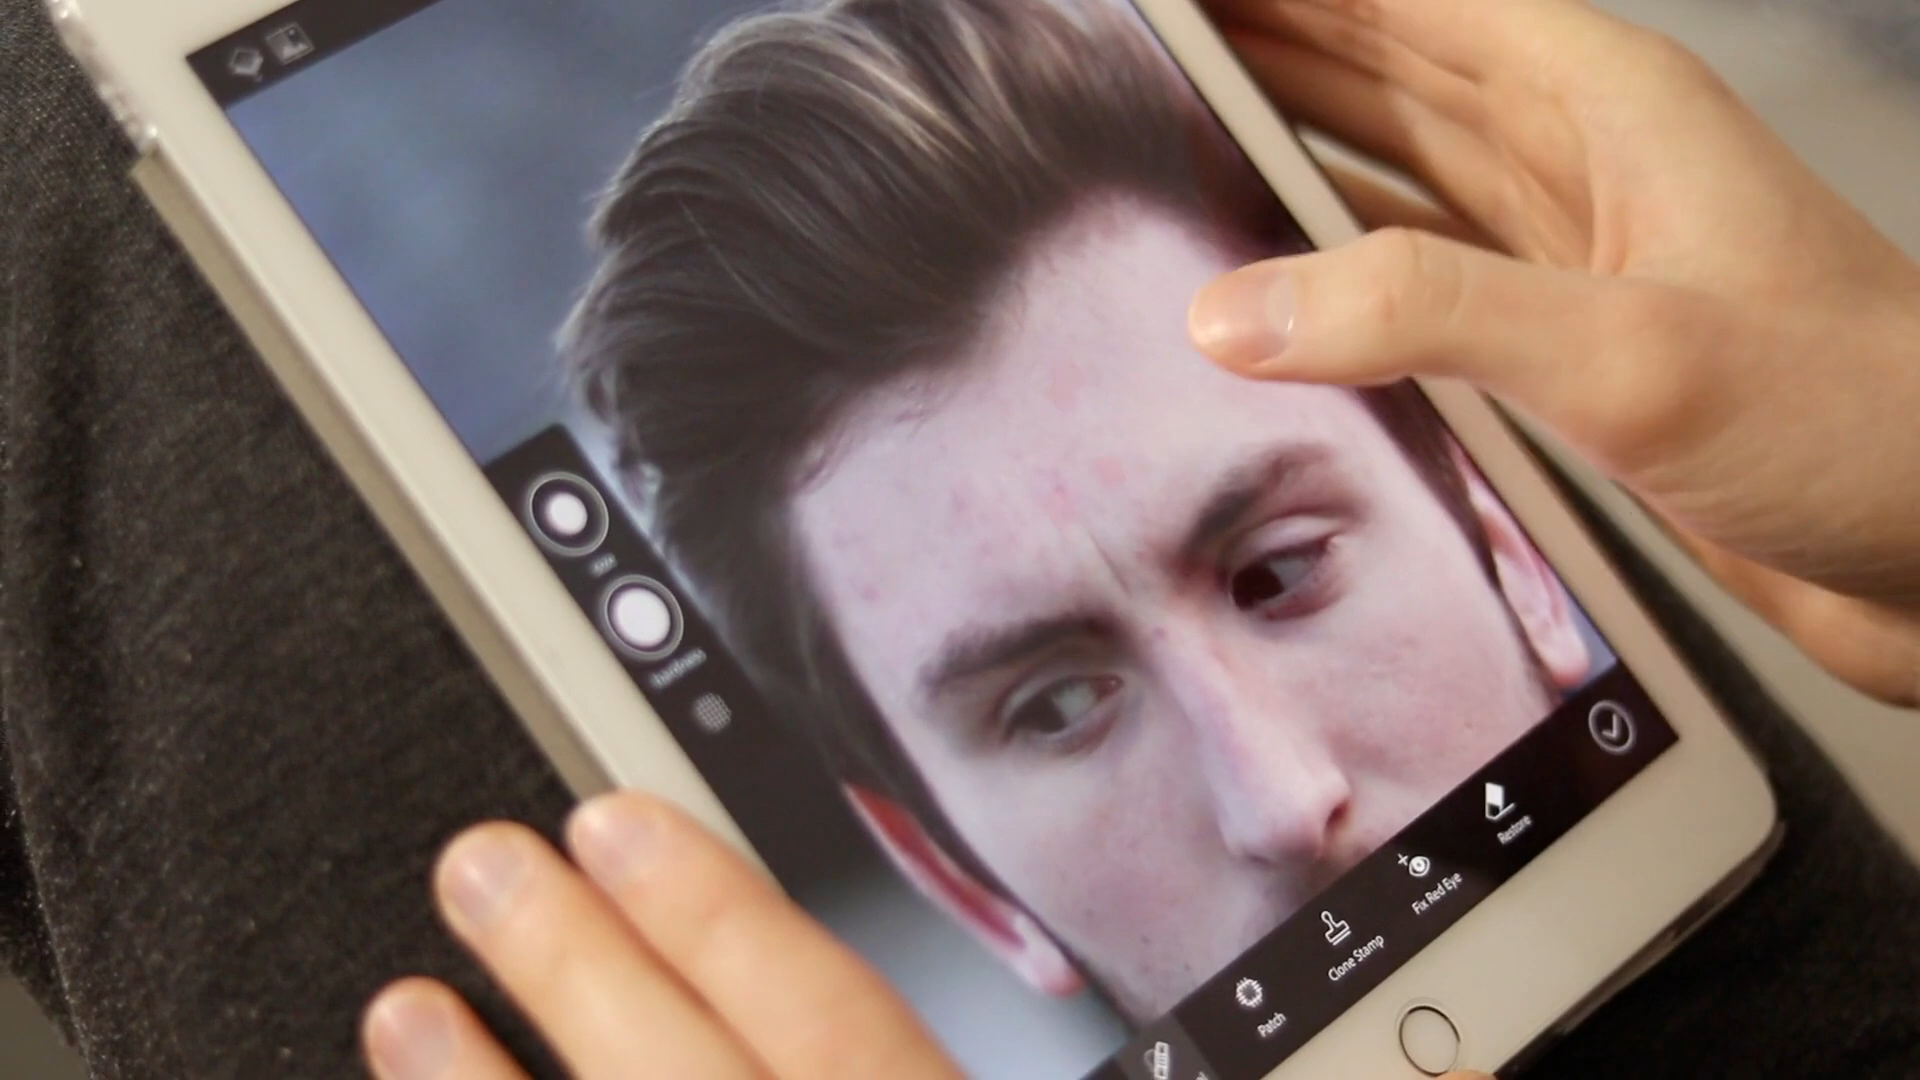 hardness
Restore
Fix Red Eye
Clone Stamp
Patch